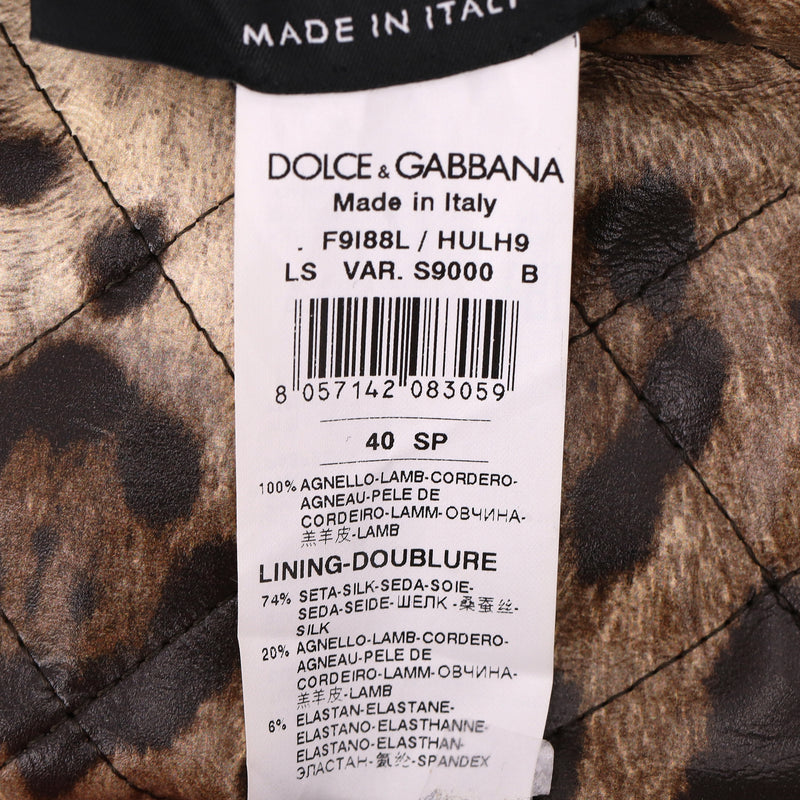 MADE IN ITALY
DOLCE & GABBANA
Made in Italy
. F9I88L / HULH9
LS VAR. S9000 B
8 057142 083059
40 SP
100% AGNELLO-LAMB-CORDERO-
AGNEAU-PELE DE
CORDEIRO-LAMM-ОВЧИНА-
羔羊皮-LAMB
LINING-DOUBLURE
74% SETA-SILK-SEDA-SOIE-
SEDA-SEIDE-ШЕЛК-桑蚕丝-
SILK
20% AGNELLO-LAMB-CORDERO-
AGNEAU-PELE DE
CORDEIRO-LAMM-ОВЧИНА-
羔羊皮-LAMB
6% ELASTAN-ELASTANE-
ELASTANO-ELASTHANNE-
ELASTANO-ELASTHAN-
ЭЛАСТАН-氨纶-SPANDEX